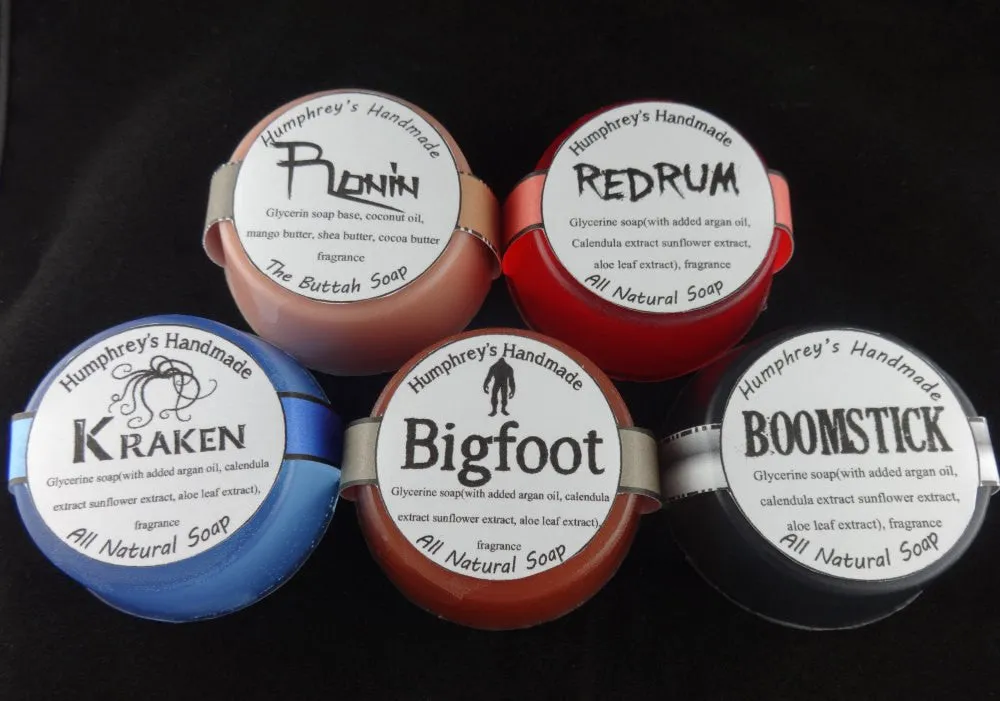 Humphrey's Handmade
Ronin
Glycerin soap base, coconut oil,
mango butter, shea butter, cocoa butter
fragrance
The Buttah Soap
Humphrey's Handmade
REDRUM
Glycerine soap(with added argan oil,
Calendula extract sunflower extract,
aloe leaf extract), fragrance
All Natural Soap
Humphrey's Handmade
KRAKEN
Glycerine soap(with added argan oil, calendula
extract sunflower extract, aloe leaf extract),
fragrance
All Natural Soap
Humphrey's Handmade
Bigfoot
Glycerine soap(with added argan oil, calendula
extract sunflower extract, aloe leaf extract),
fragrance
All Natural Soap
Humphrey's Handmade
BOOMSTICK
Glycerine soap(with added argan oil,
calendula extract sunflower extract,
aloe leaf extract), fragrance
All Natural Soap